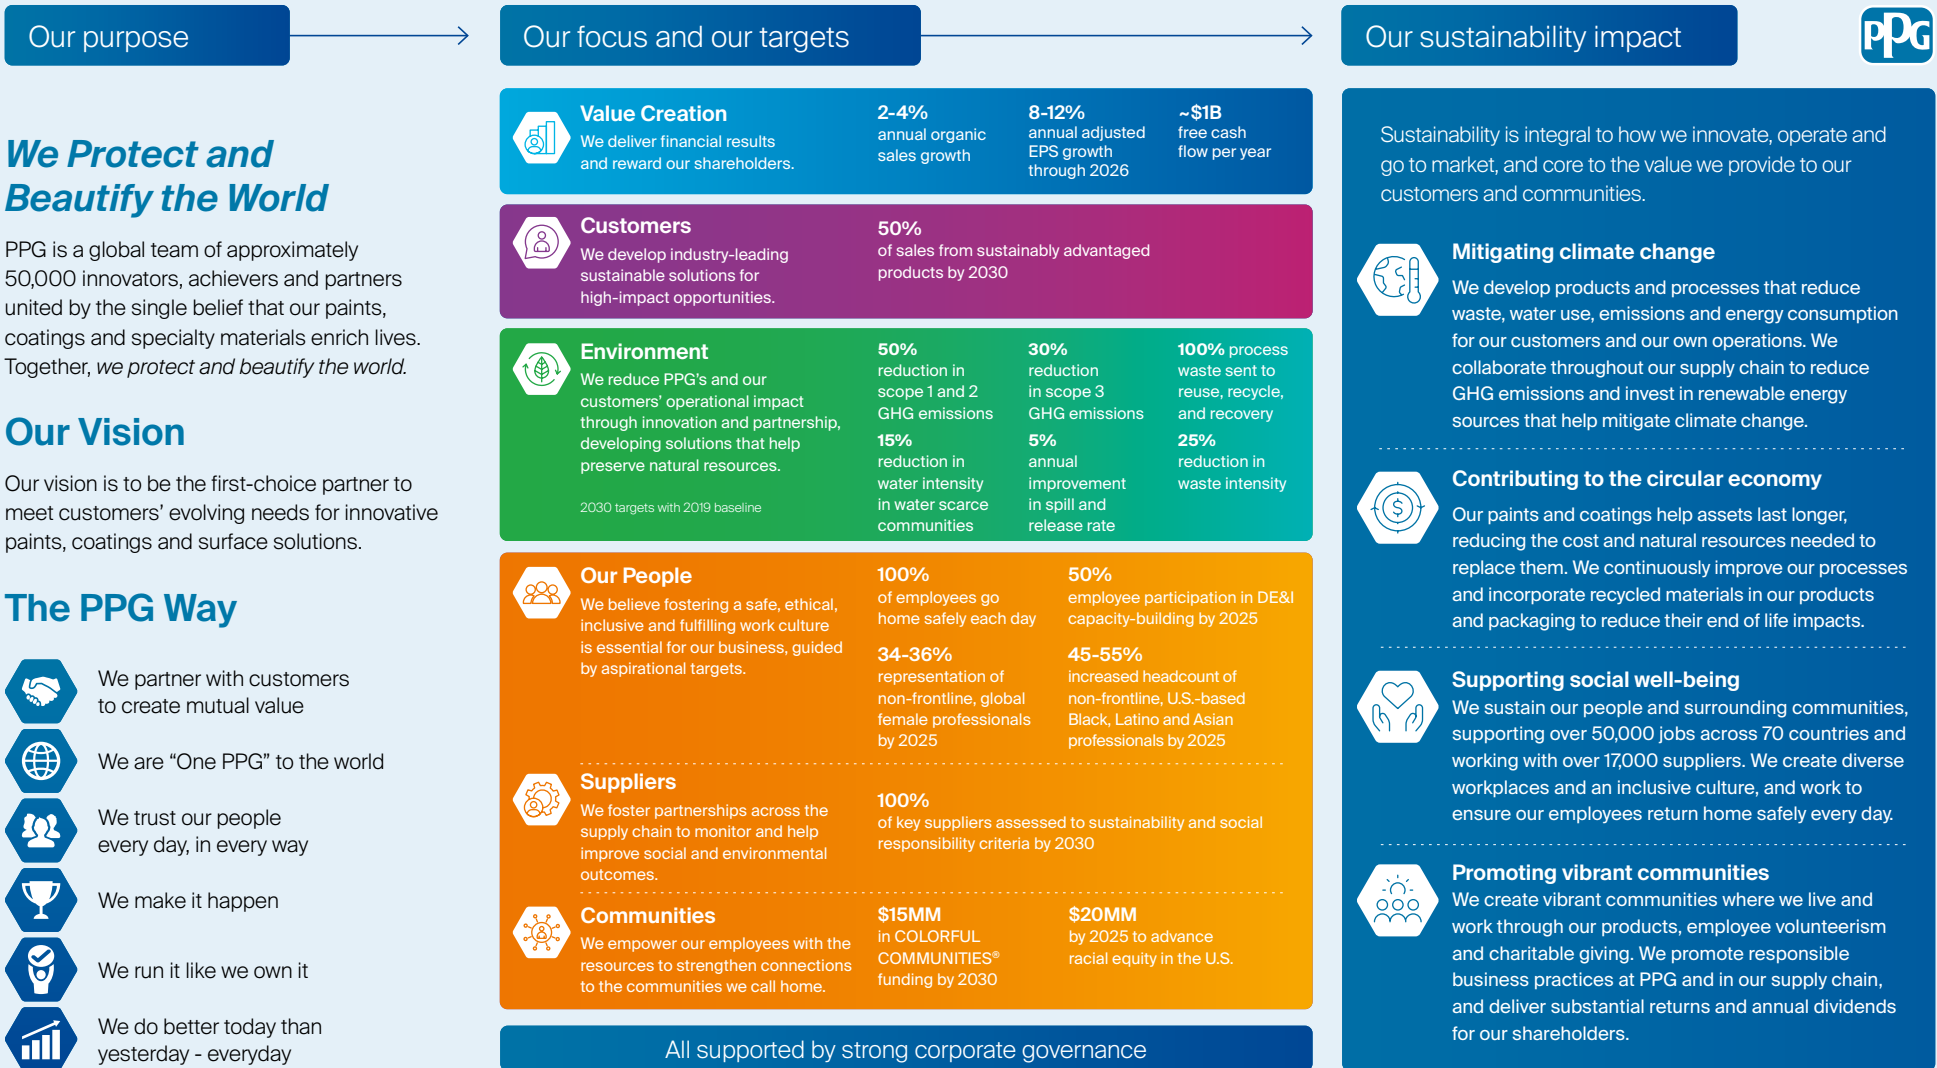 Our purpose
Our focus and our targets
Our sustainability impact
PPG
We Protect and
Beautify the World
PPG is a global team of approximately
50,000 innovators, achievers and partners
united by the single belief that our paints,
coatings and specialty materials enrich lives.
Together, we protect and beautify the world.
Our Vision
Our vision is to be the first-choice partner to
meet customers' evolving needs for innovative
paints, coatings and surface solutions.
The PPG Way
We partner with customers
to create mutual value
We are “One PPG” to the world
We trust our people
every day, in every way
We make it happen
We run it like we own it
We do better today than
yesterday - everyday
Value Creation
We deliver financial results
and reward our shareholders.
2-4%
annual organic
sales growth
8-12%
annual adjusted
EPS growth
through 2026
~$1B
free cash
flow per year
Customers
We develop industry-leading
sustainable solutions for
high-impact opportunities.
50%
of sales from sustainably advantaged
products by 2030
Environment
We reduce PPG's and our
customers' operational impact
through innovation and partnership,
developing solutions that help
preserve natural resources.
2030 targets with 2019 baseline
50%
reduction in
scope 1 and 2
GHG emissions
30%
reduction
in scope 3
GHG emissions
100% process
waste sent to
reuse, recycle,
and recovery
15%
reduction in
water intensity
in water scarce
communities
5%
annual
improvement
in spill and
release rate
25%
reduction in
waste intensity
Our People
We believe fostering a safe, ethical,
inclusive and fulfilling work culture
is essential for our business, guided
by aspirational targets.
100%
of employees go
home safely each day
50%
employee participation in DE&I
capacity-building by 2025
34-36%
representation of
non-frontline, global
female professionals
by 2025
45-55%
increased headcount of
non-frontline, U.S.-based
Black, Latino and Asian
professionals by 2025
Suppliers
We foster partnerships across the
supply chain to monitor and help
improve social and environmental
outcomes.
100%
of key suppliers assessed to sustainability and social
responsibility criteria by 2030
Communities
We empower our employees with the
resources to strengthen connections
to the communities we call home.
$15MM
in COLORFUL
COMMUNITIES®
funding by 2030
$20MM
by 2025 to advance
racial equity in the U.S.
All supported by strong corporate governance
Sustainability is integral to how we innovate, operate and
go to market, and core to the value we provide to our
customers and communities.
Mitigating climate change
We develop products and processes that reduce
waste, water use, emissions and energy consumption
for our customers and our own operations. We
collaborate throughout our supply chain to reduce
GHG emissions and invest in renewable energy
sources that help mitigate climate change.
Contributing to the circular economy
Our paints and coatings help assets last longer,
reducing the cost and natural resources needed to
replace them. We continuously improve our processes
and incorporate recycled materials in our products
and packaging to reduce their end of life impacts.
Supporting social well-being
We sustain our people and surrounding communities,
supporting over 50,000 jobs across 70 countries and
working with over 17,000 suppliers. We create diverse
workplaces and an inclusive culture, and work to
ensure our employees return home safely every day.
Promoting vibrant communities
We create vibrant communities where we live and
work through our products, employee volunteerism
and charitable giving. We promote responsible
business practices at PPG and in our supply chain,
and deliver substantial returns and annual dividends
for our shareholders.